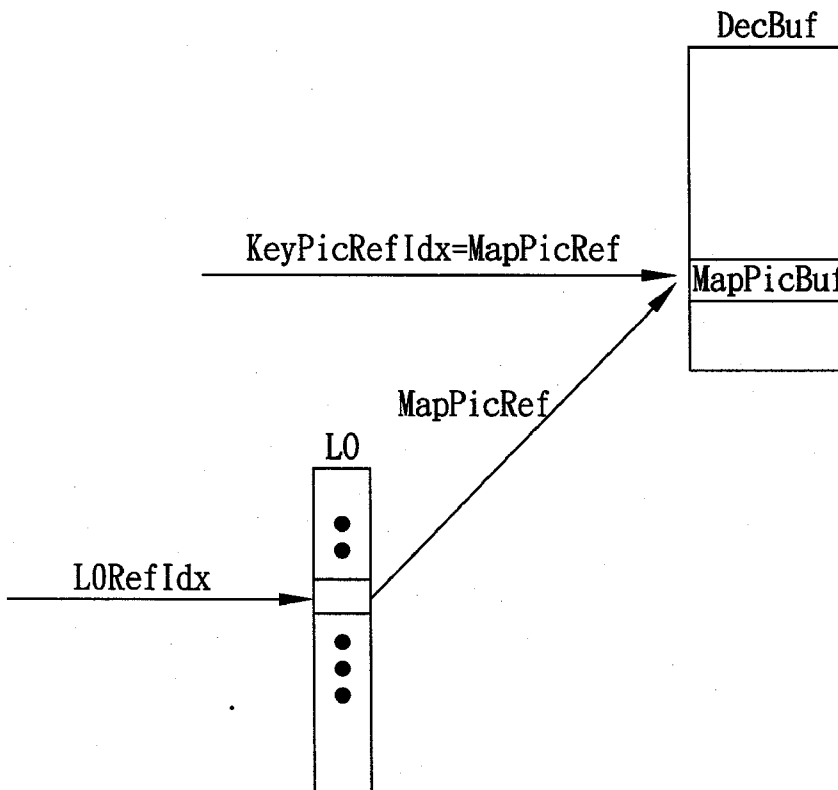 DecBuf
KeyPicRefIdx=MapPicRef
MapPicBuf
MapPicRef
L0
L0RefIdx